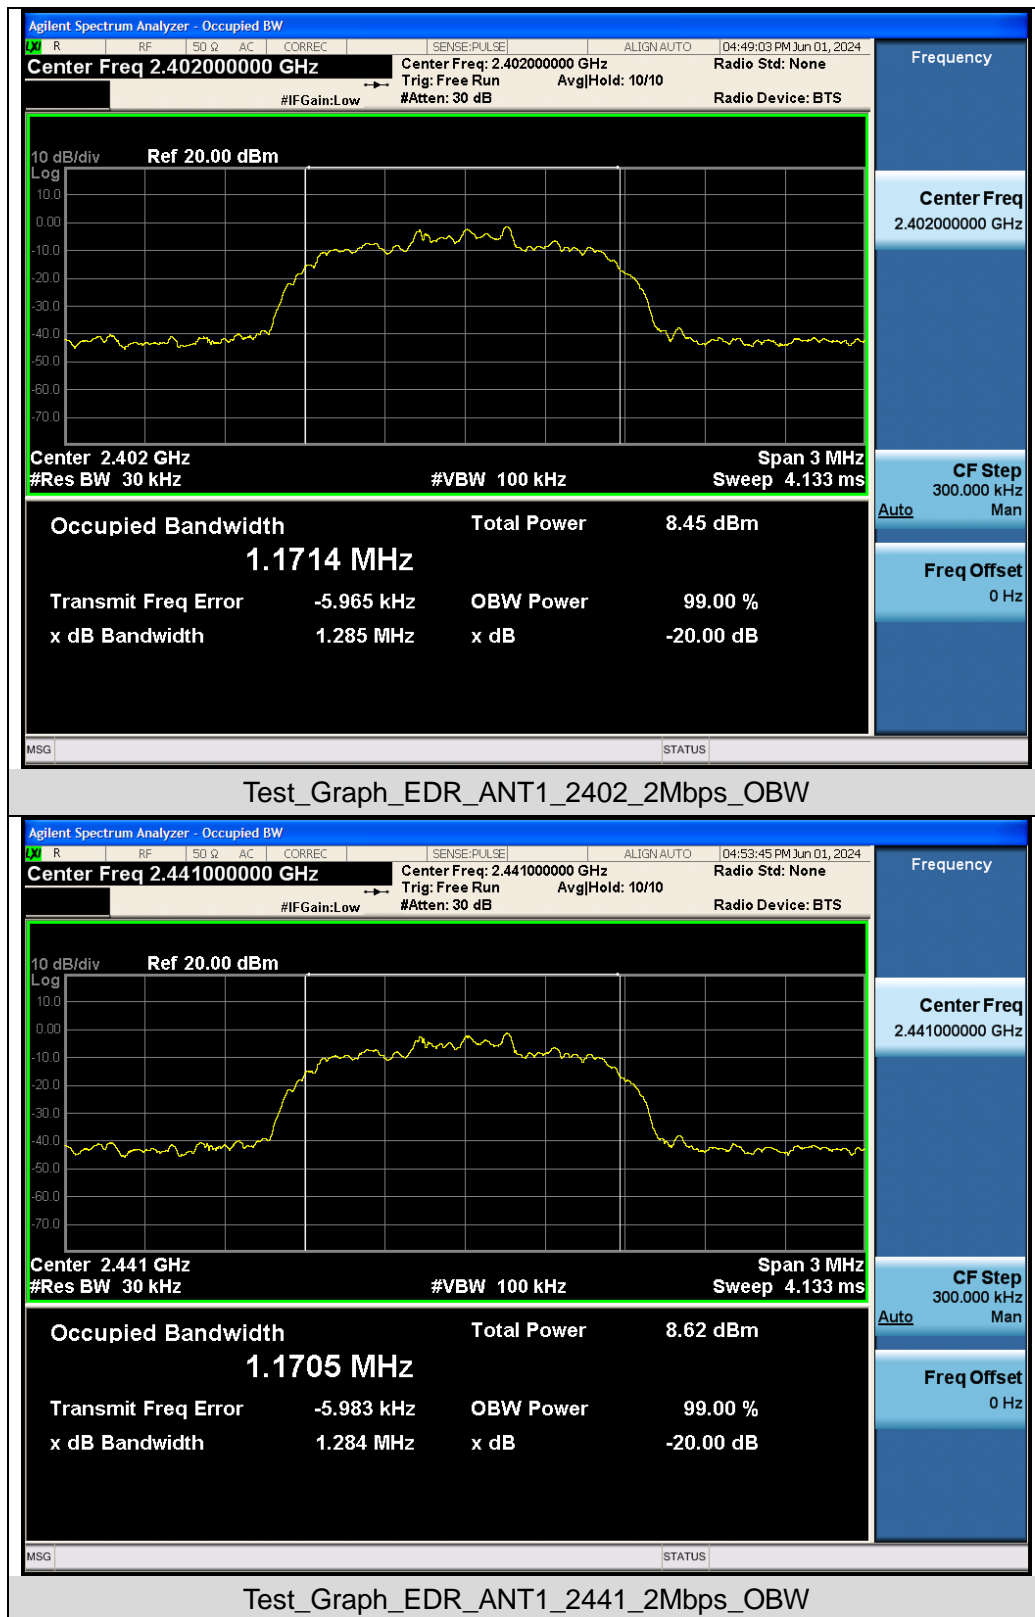 Agilent Spectrum Analyzer - Occupied BW
LXI R RF 50 Ω AC CORREC SENSE:PULSE ALIGN AUTO 04:49:03 PM Jun 01, 2024
Center Freq 2.402000000 GHz Center Freq: 2.402000000 GHz Radio Std: None Frequency
Trig: Free Run Avg|Hold: 10/10
#IFGain:Low #Atten: 30 dB Radio Device: BTS
10 dB/div Ref 20.00 dBm
Log
10.0
0.00
-10.0
-20.0
-30.0
-40.0
-50.0
-60.0
-70.0
Center Freq
2.402000000 GHz
Center 2.402 GHz Span 3 MHz
#Res BW 30 kHz #VBW 100 kHz Sweep 4.133 ms
CF Step
300.000 kHz
Auto Man
Occupied Bandwidth Total Power 8.45 dBm
1.1714 MHz
Freq Offset
0 Hz
Transmit Freq Error -5.965 kHz OBW Power 99.00 %
x dB Bandwidth 1.285 MHz x dB -20.00 dB
MSG STATUS
Test_Graph_EDR_ANT1_2402_2Mbps_OBW
Agilent Spectrum Analyzer - Occupied BW
LXI R RF 50 Ω AC CORREC SENSE:PULSE ALIGN AUTO 04:53:45 PM Jun 01, 2024
Center Freq 2.441000000 GHz Center Freq: 2.441000000 GHz Radio Std: None Frequency
Trig: Free Run Avg|Hold: 10/10
#IFGain:Low #Atten: 30 dB Radio Device: BTS
10 dB/div Ref 20.00 dBm
Log
10.0
0.00
-10.0
-20.0
-30.0
-40.0
-50.0
-60.0
-70.0
Center Freq
2.441000000 GHz
Center 2.441 GHz Span 3 MHz
#Res BW 30 kHz #VBW 100 kHz Sweep 4.133 ms
CF Step
300.000 kHz
Auto Man
Occupied Bandwidth Total Power 8.62 dBm
1.1705 MHz
Freq Offset
0 Hz
Transmit Freq Error -5.983 kHz OBW Power 99.00 %
x dB Bandwidth 1.284 MHz x dB -20.00 dB
MSG STATUS
Test_Graph_EDR_ANT1_2441_2Mbps_OBW